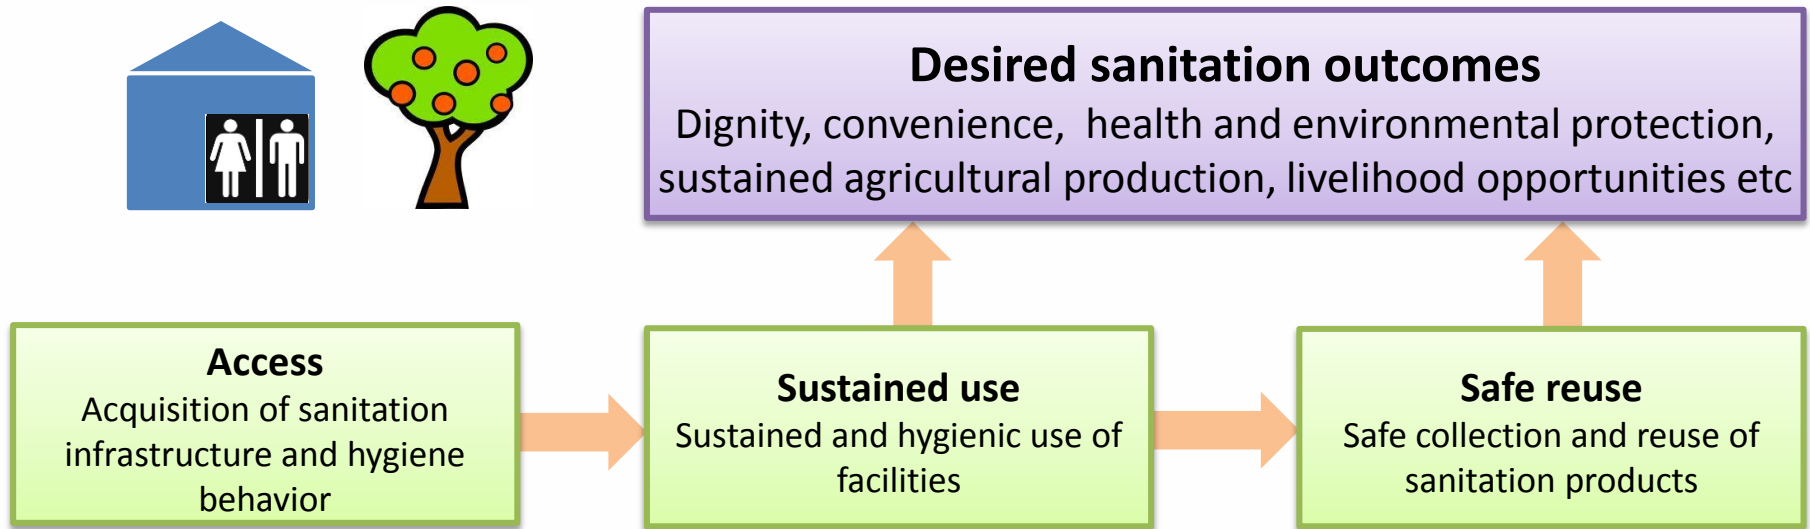 Desired sanitation outcomes
Dignity, convenience, health and environmental protection,
sustained agricultural production, livelihood opportunities etc
Access
Acquisition of sanitation
infrastructure and hygiene
behavior
Sustained use
Sustained and hygienic use of
facilities
Safe reuse
Safe collection and reuse of
sanitation products